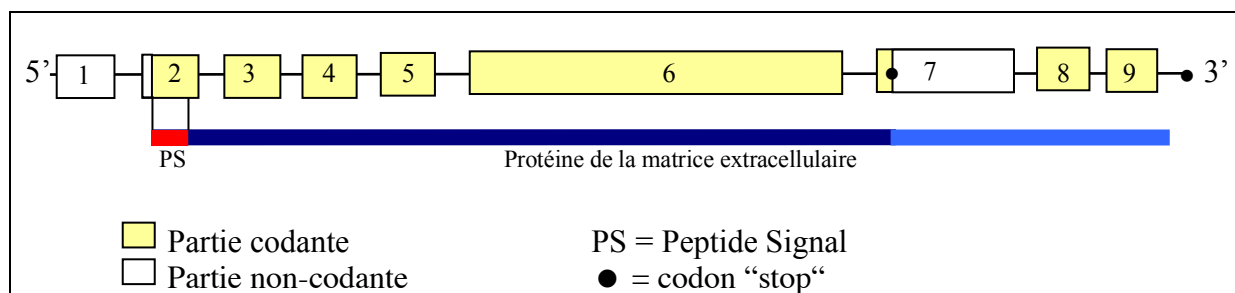 5’ 1 2 3 4 5 6 7 8 9 3’
PS Protéine de la matrice extracellulaire
Partie codante PS = Peptide Signal
Partie non-codante ● = codon “stop“